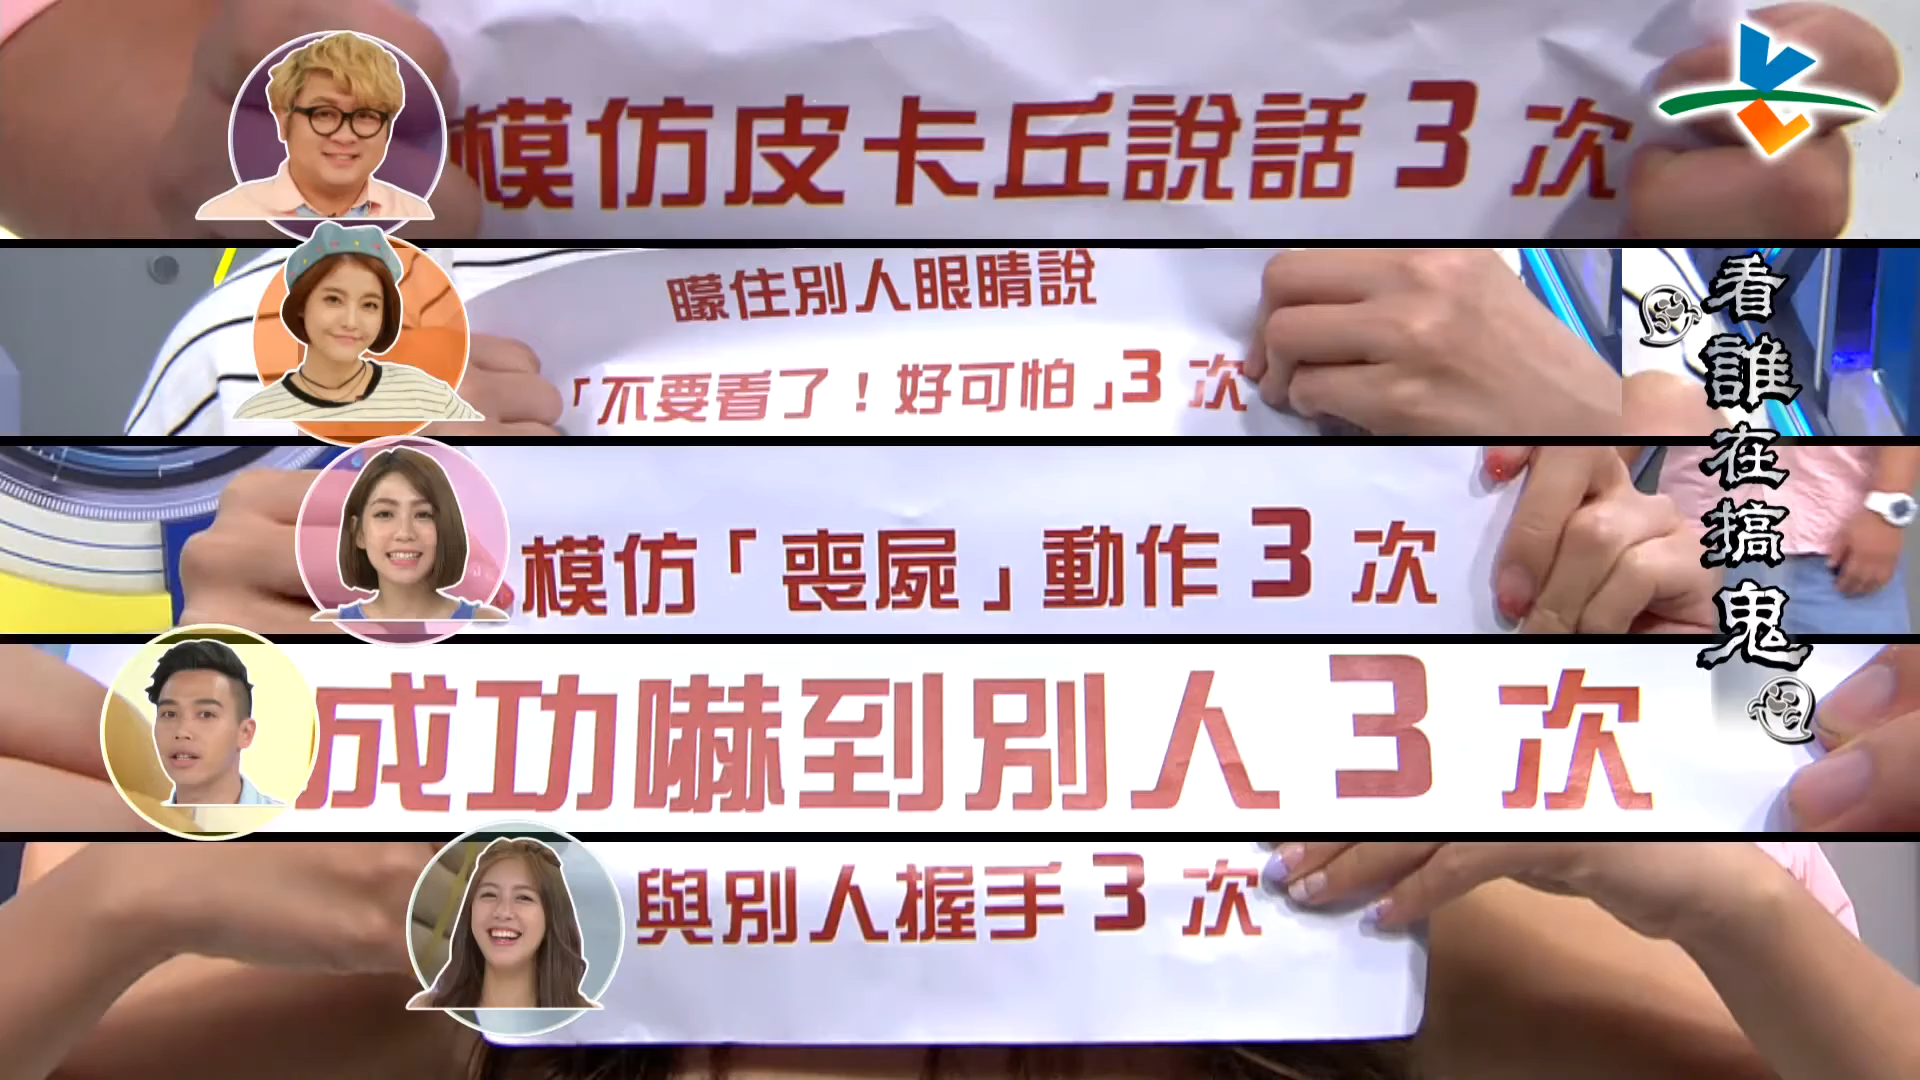 模仿皮卡丘說話3次
矇住別人眼睛說
「不要看了！好可怕」3次
模仿「喪屍」動作3次
成功嚇到別人3次
與別人握手3次
看誰在搞鬼